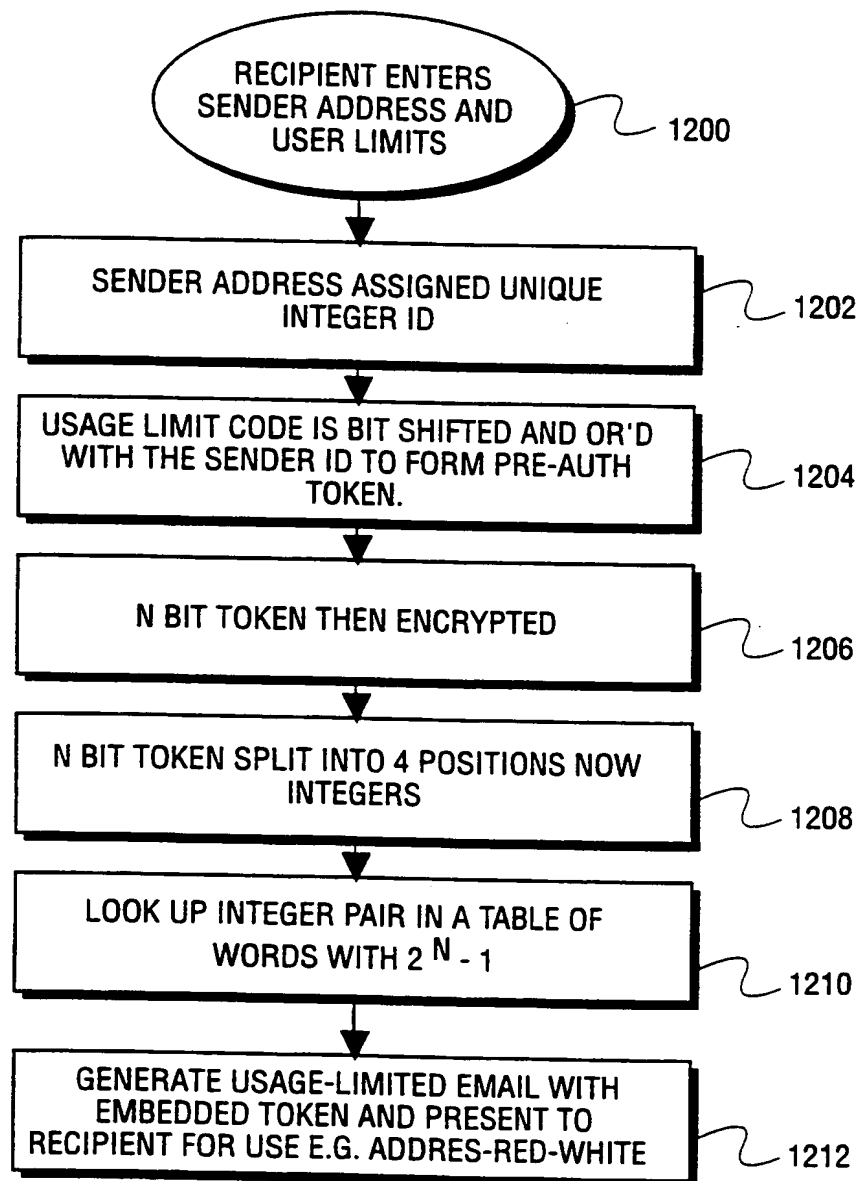 RECIPIENT ENTERS
SENDER ADDRESS AND
USER LIMITS
1200
SENDER ADDRESS ASSIGNED UNIQUE
INTEGER ID
1202
USAGE LIMIT CODE IS BIT SHIFTED AND OR'D
WITH THE SENDER ID TO FORM PRE-AUTH
TOKEN.
1204
N BIT TOKEN THEN ENCRYPTED
1206
N BIT TOKEN SPLIT INTO 4 POSITIONS NOW
INTEGERS
1208
LOOK UP INTEGER PAIR IN A TABLE OF
WORDS WITH 2 N - 1
1210
GENERATE USAGE-LIMITED EMAIL WITH
EMBEDDED TOKEN AND PRESENT TO
RECIPIENT FOR USE E.G. ADDRES-RED-WHITE
1212